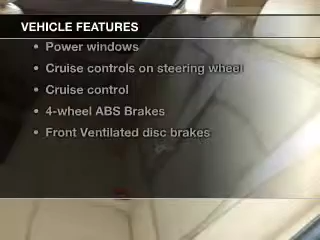 VEHICLE FEATURES
• Power windows
• Cruise controls on steering wheel
• Cruise control
• 4-wheel ABS Brakes
• Front Ventilated disc brakes